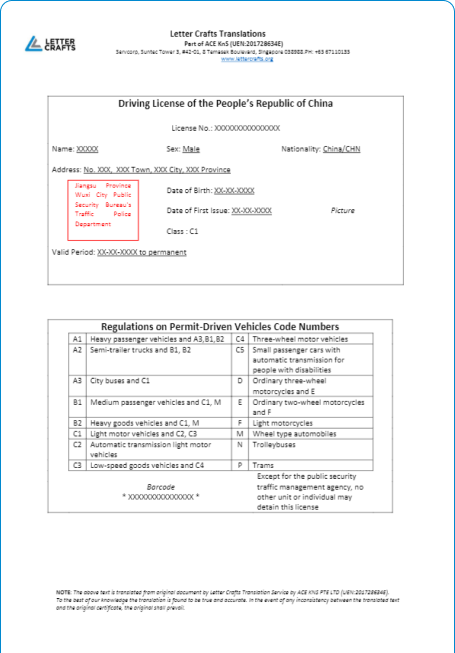 LETTER
CRAFTS
Letter Crafts Translations
Part of ACE KnS (UEN:201728634E)
Servcorp, Suntec Tower 3, #42-01, 8 Temasek Boulevard, Singapore 038988.PH: +65 67110133
www.lettercrafts.org
Driving License of the People's Republic of China
License No.: XXXXXXXXXXXXXXX
Name: XXXXX Sex: Male Nationality: China/CHN
Address: No. XXX, XXX Town, XXX City, XXX Province
Jiangsu Province
Wuxi City Public
Security Bureau's
Traffic Police
Department
Date of Birth: XX-XX-XXXX
Date of First Issue: XX-XX-XXXX Picture
Class : C1
Valid Period: XX-XX-XXXX to permanent
Regulations on Permit-Driven Vehicles Code Numbers
A1 Heavy passenger vehicles and A3,B1,B2 C4 Three-wheel motor vehicles
A2 Semi-trailer trucks and B1, B2 C5 Small passenger cars with
automatic transmission for
people with disabilities
A3 City buses and C1 D Ordinary three-wheel
motorcycles and E
B1 Medium passenger vehicles and C1, M E Ordinary two-wheel motorcycles
and F
B2 Heavy goods vehicles and C1, M F Light motorcycles
C1 Light motor vehicles and C2, C3 M Wheel type automobiles
C2 Automatic transmission light motor N Trolleybuses
vehicles
C3 Low-speed goods vehicles and C4 P Trams
Barcode
* XXXXXXXXXXXXXXX *
Except for the public security
traffic management agency, no
other unit or individual may
detain this license
NOTE: The above text is translated from original document by Letter Crafts Translation Service by ACE KNS PTE LTD (UEN:201728634E).
To the best of our knowledge the translation is found to be true and accurate. In the event of any inconsistency between the translated text
and the original certificate, the original shall prevail.